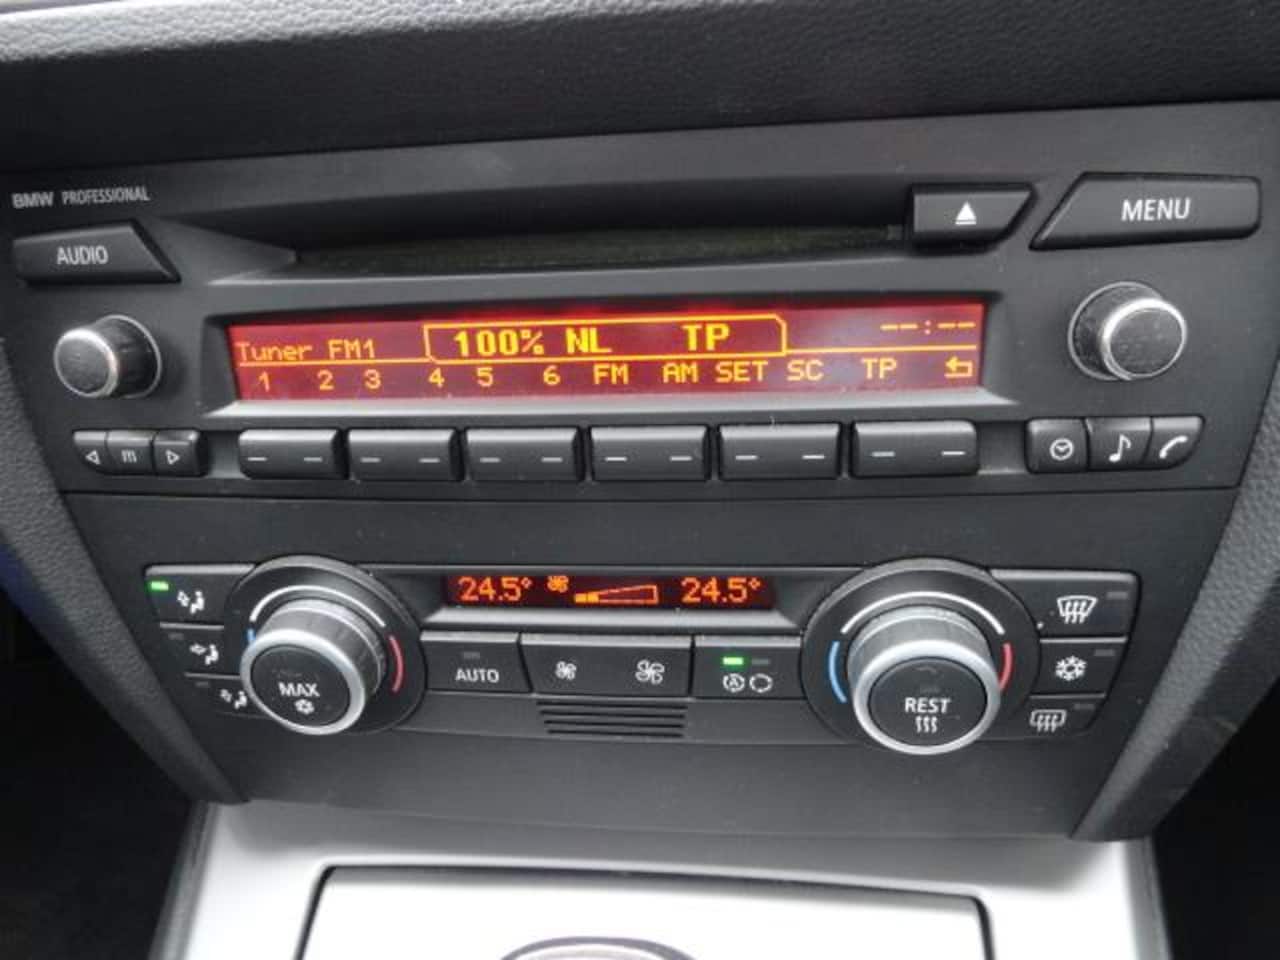 BMW PROFESSIONAL
AUDIO
MENU
Tuner FM1
100% NL TP
--:--
1 2 3 4 5 6 FM AM SET SC TP
m
24.5° 24.5°
MAX
AUTO
A
REST